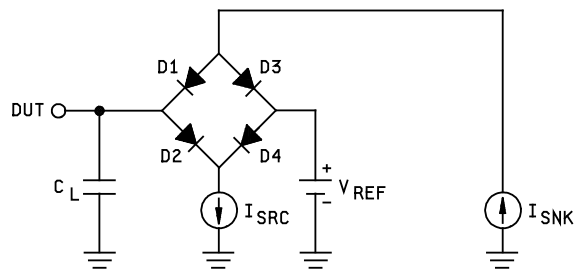 D1
D3
DUT
D2
D4
C L
I SRC
+
V REF
−
I SNK